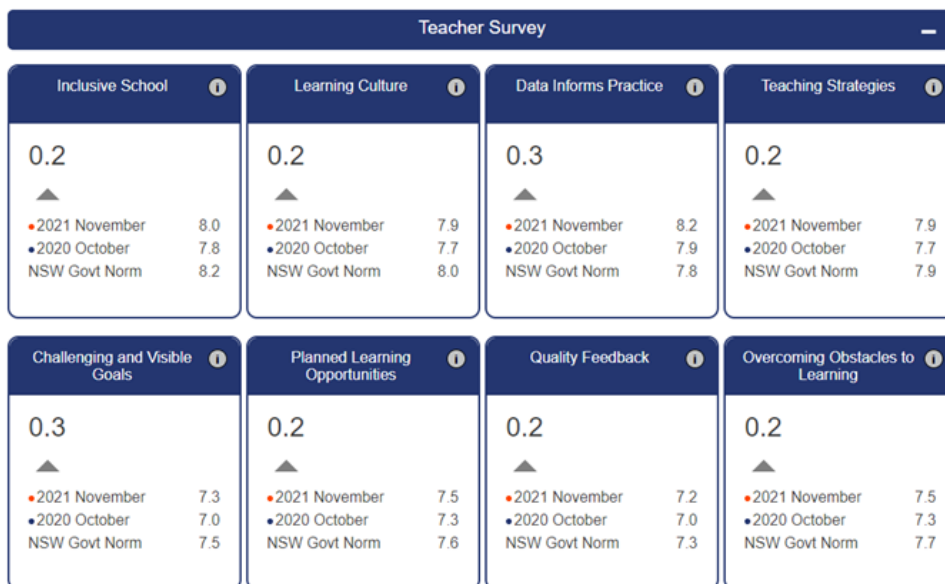 Teacher Survey
Inclusive School
0.2
2021 November 8.0
2020 October 7.8
NSW Govt Norm 8.2
Learning Culture
0.2
2021 November 7.9
2020 October 7.7
NSW Govt Norm 8.0
Data Informs Practice
0.3
2021 November 8.2
2020 October 7.9
NSW Govt Norm 7.8
Teaching Strategies
0.2
2021 November 7.9
2020 October 7.7
NSW Govt Norm 7.9
Challenging and Visible
Goals
0.3
2021 November 7.3
2020 October 7.0
NSW Govt Norm 7.5
Planned Learning
Opportunities
0.2
2021 November 7.5
2020 October 7.3
NSW Govt Norm 7.6
Quality Feedback
0.2
2021 November 7.2
2020 October 7.0
NSW Govt Norm 7.3
Overcoming Obstacles to
Learning
0.2
2021 November 7.5
2020 October 7.3
NSW Govt Norm 7.7